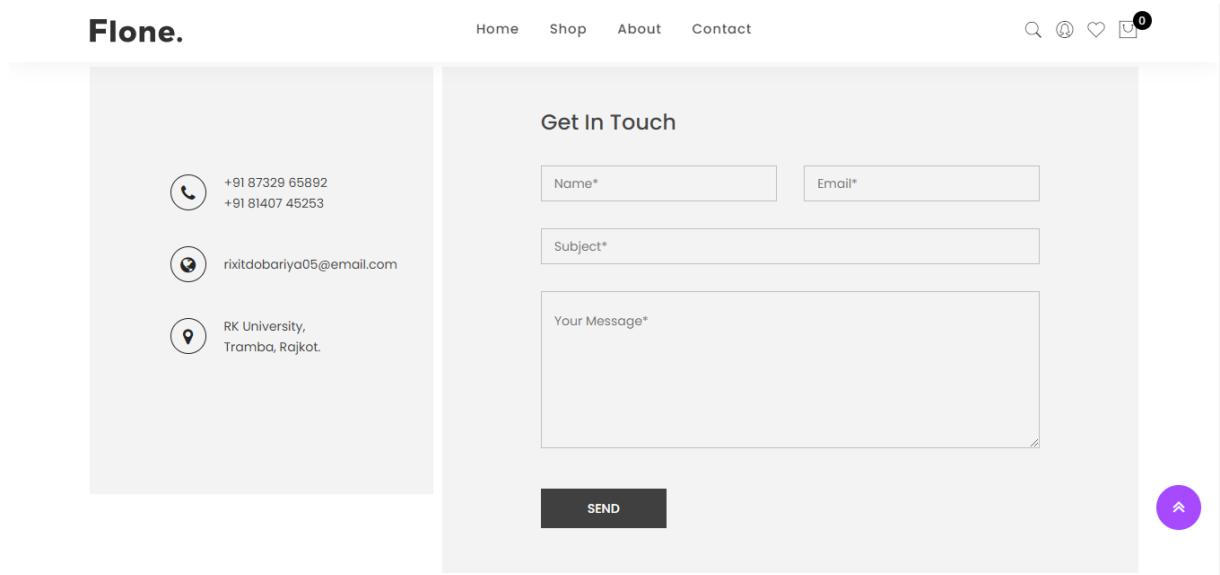 Flone.
Home Shop About Contact
0
+91 87329 65892
+91 81407 45253
rixitdobariya05@email.com
RK University,
Tramba, Rajkot.
Get In Touch
Name*
Email*
Subject*
Your Message*
SEND